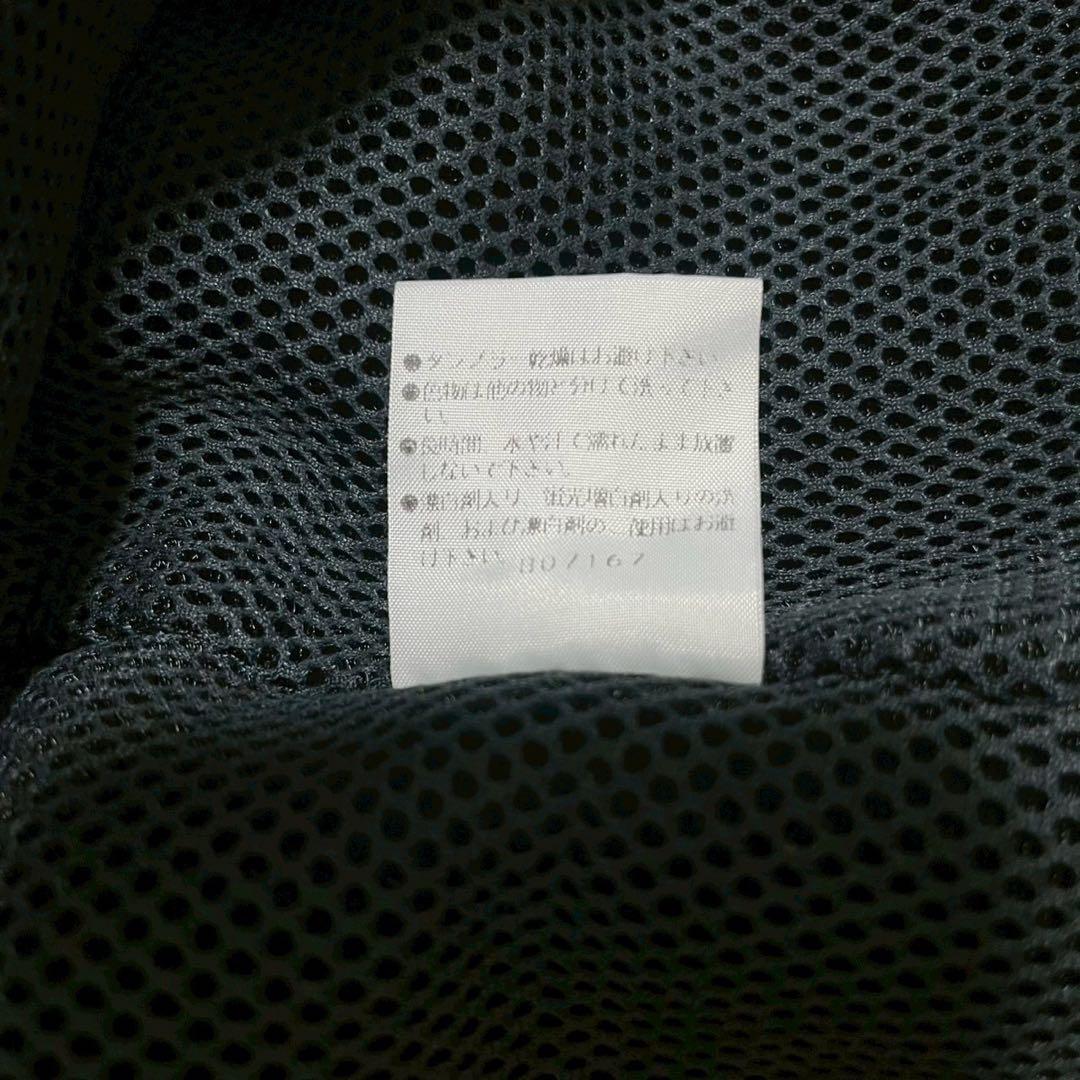 ●タンブラー乾燥はお避け下さい。
●色物は他の物と分けて洗って下さ
い。
●長時間、水や汗で濡れたまま放置
しないで下さい。
●漂白剤入り、蛍光増白剤入りの洗
剤、および漂白剤の、使用はお避
け下さい。 807167